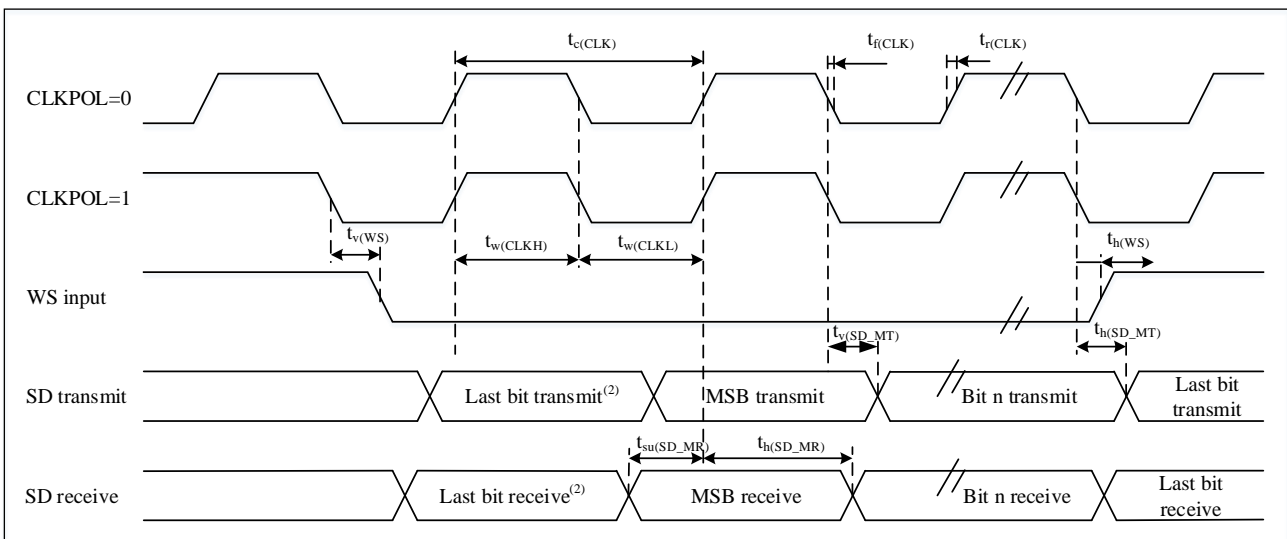 t_c(CLK)
t_f(CLK)
t_r(CLK)
CLKPOL=0
CLKPOL=1
t_v(WS)
t_w(CLKH)
t_w(CLKL)
t_h(WS)
WS input
t_v(SD_MT)
t_h(SD_MT)
SD transmit
Last bit transmit(2)
MSB transmit
Bit n transmit
Last bit
transmit
t_su(SD_MR)
t_h(SD_MR)
SD receive
Last bit receive(2)
MSB receive
Bit n receive
Last bit
receive